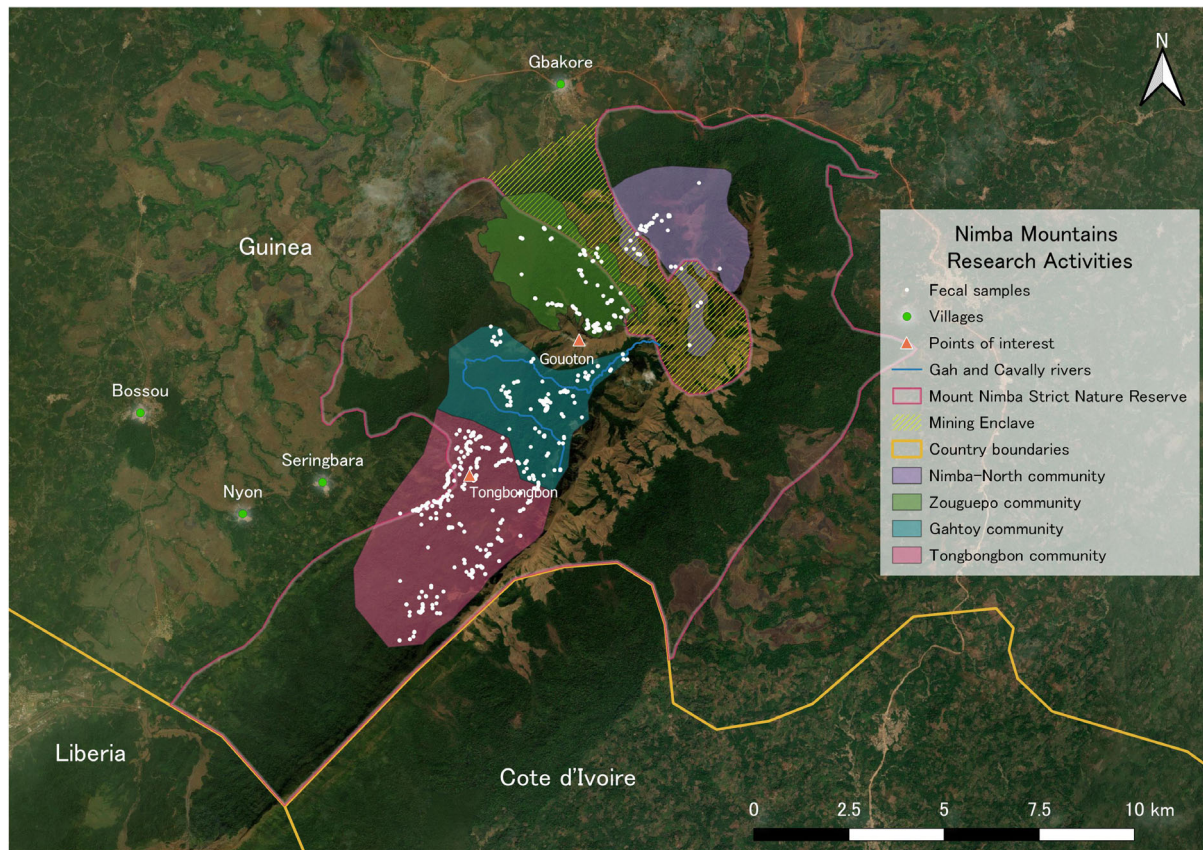 N
Gbakore
Guinea
Gouoton
Bossou
Seringbara
Nyon
Tongbongbon
Liberia
Cote d'Ivoire
Nimba Mountains
Research Activities
Fecal samples
Villages
Points of interest
Gah and Cavally rivers
Mount Nimba Strict Nature Reserve
Mining Enclave
Country boundaries
Nimba-North community
Zouguepo community
Gahtoy community
Tongbongbon community
0 2.5 5 7.5 10 km